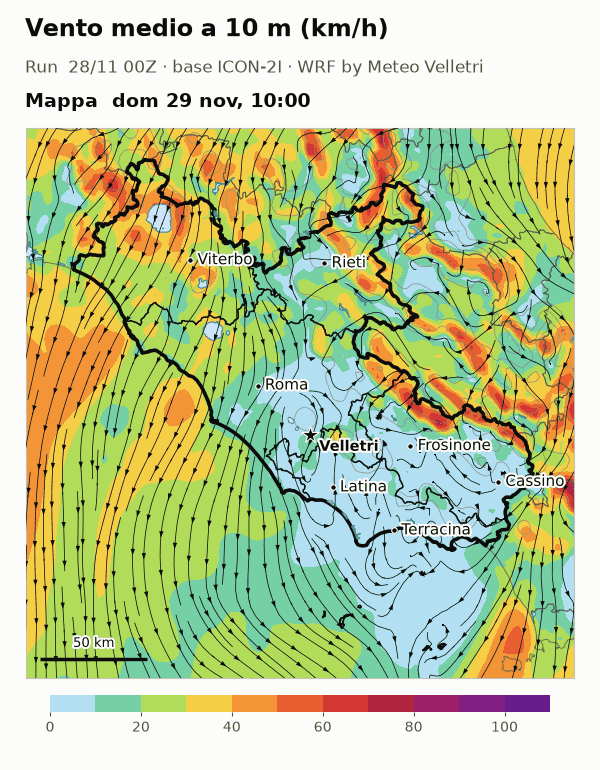 Vento medio a 10 m (km/h)
Run  28/11 00Z · base ICON-2I · WRF by Meteo Velletri
Mappa  dom 29 nov, 10:00
Viterbo
Rieti
Roma
Velletri
Frosinone
Latina
Cassino
Terracina
50 km
0 20 40 60 80 100